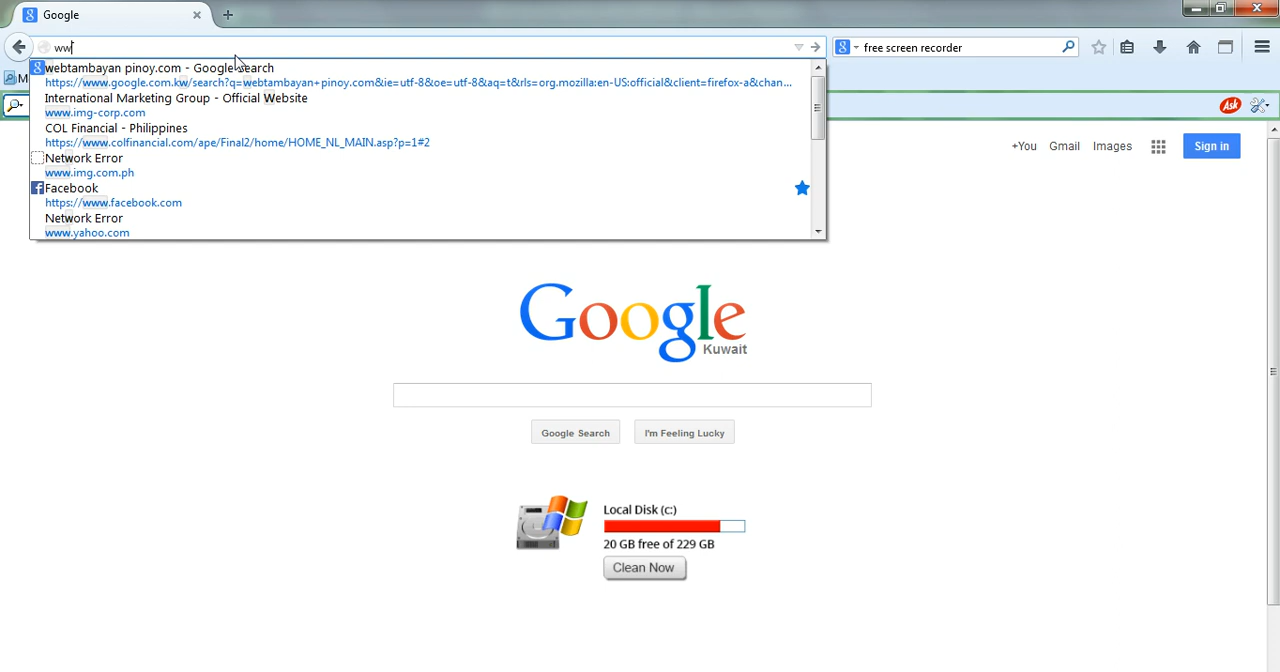 Google
ww
free screen recorder
webtambayan pinoy.com - Google Search
https://www.google.com.kw/search?q=webtambayan+pinoy.com&ie=utf-8&oe=utf-8&aq=t&rls=org.mozilla:en-US:official&client=firefox-a&chan...
International Marketing Group - Official Website
www.img-corp.com
COL Financial - Philippines
https://www.colfinancial.com/ape/Final2/home/HOME_NL_MAIN.asp?p=1#2
Network Error
www.img.com.ph
Facebook
https://www.facebook.com
Network Error
www.yahoo.com
M
Ask
+You Gmail Images Sign in
Google
Kuwait
Google Search I'm Feeling Lucky
Local Disk (c:)
20 GB free of 229 GB
Clean Now